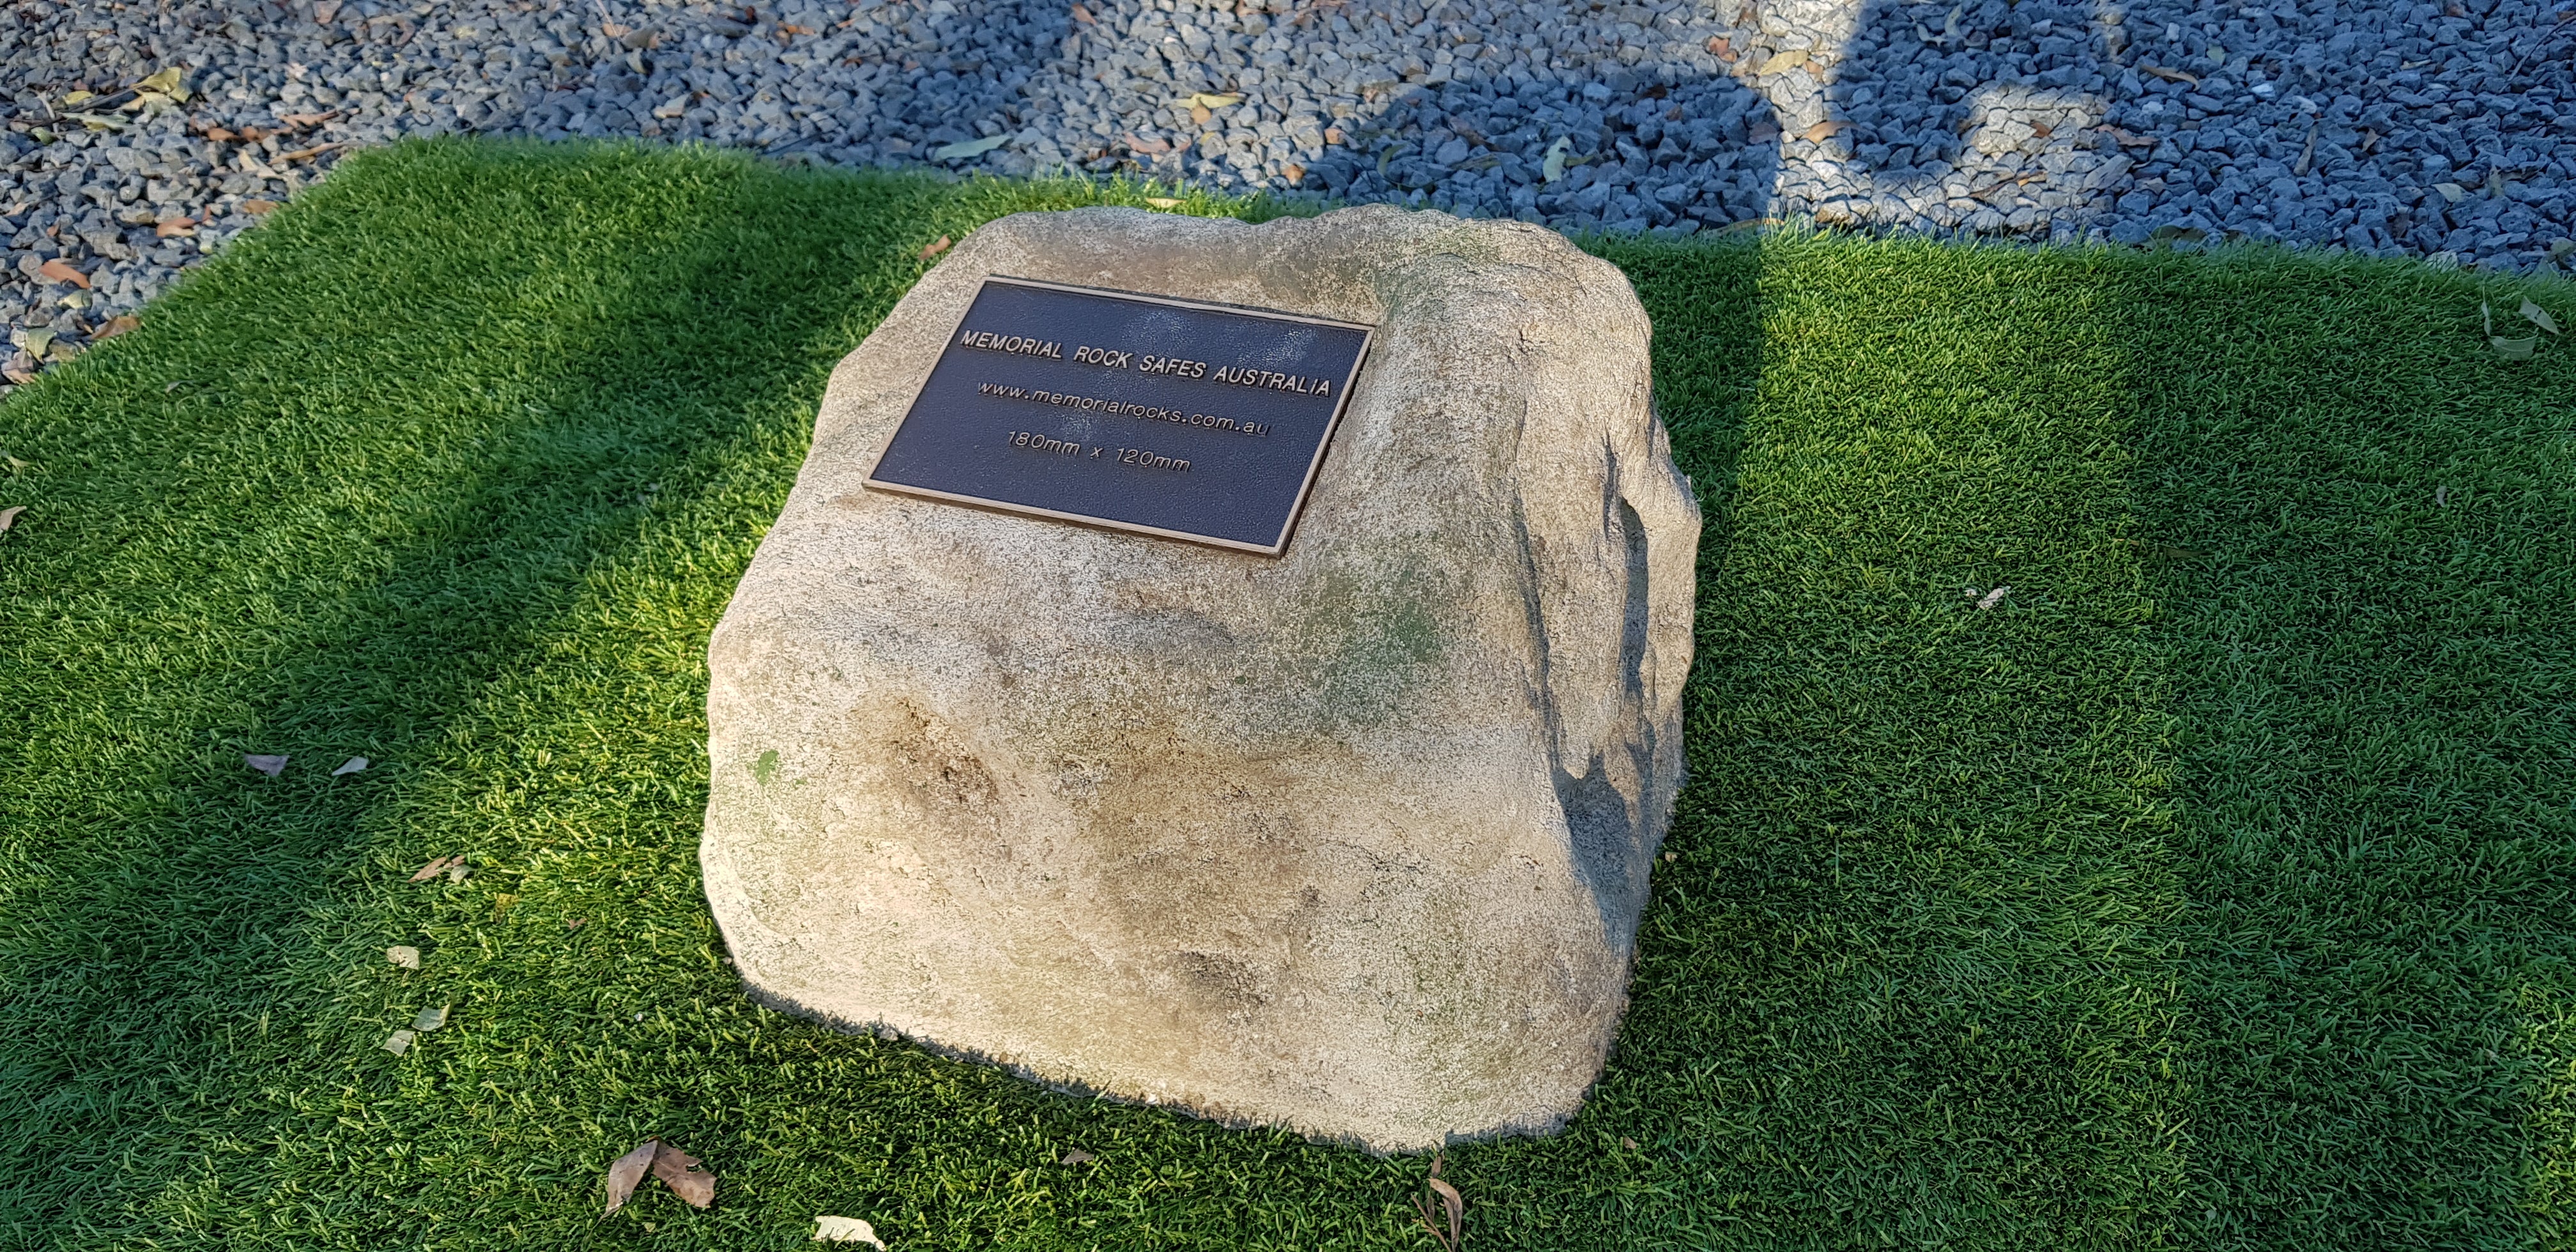 MEMORIAL ROCK SAFES AUSTRALIA
www.memorialrocks.com.au
180mm x 120mm